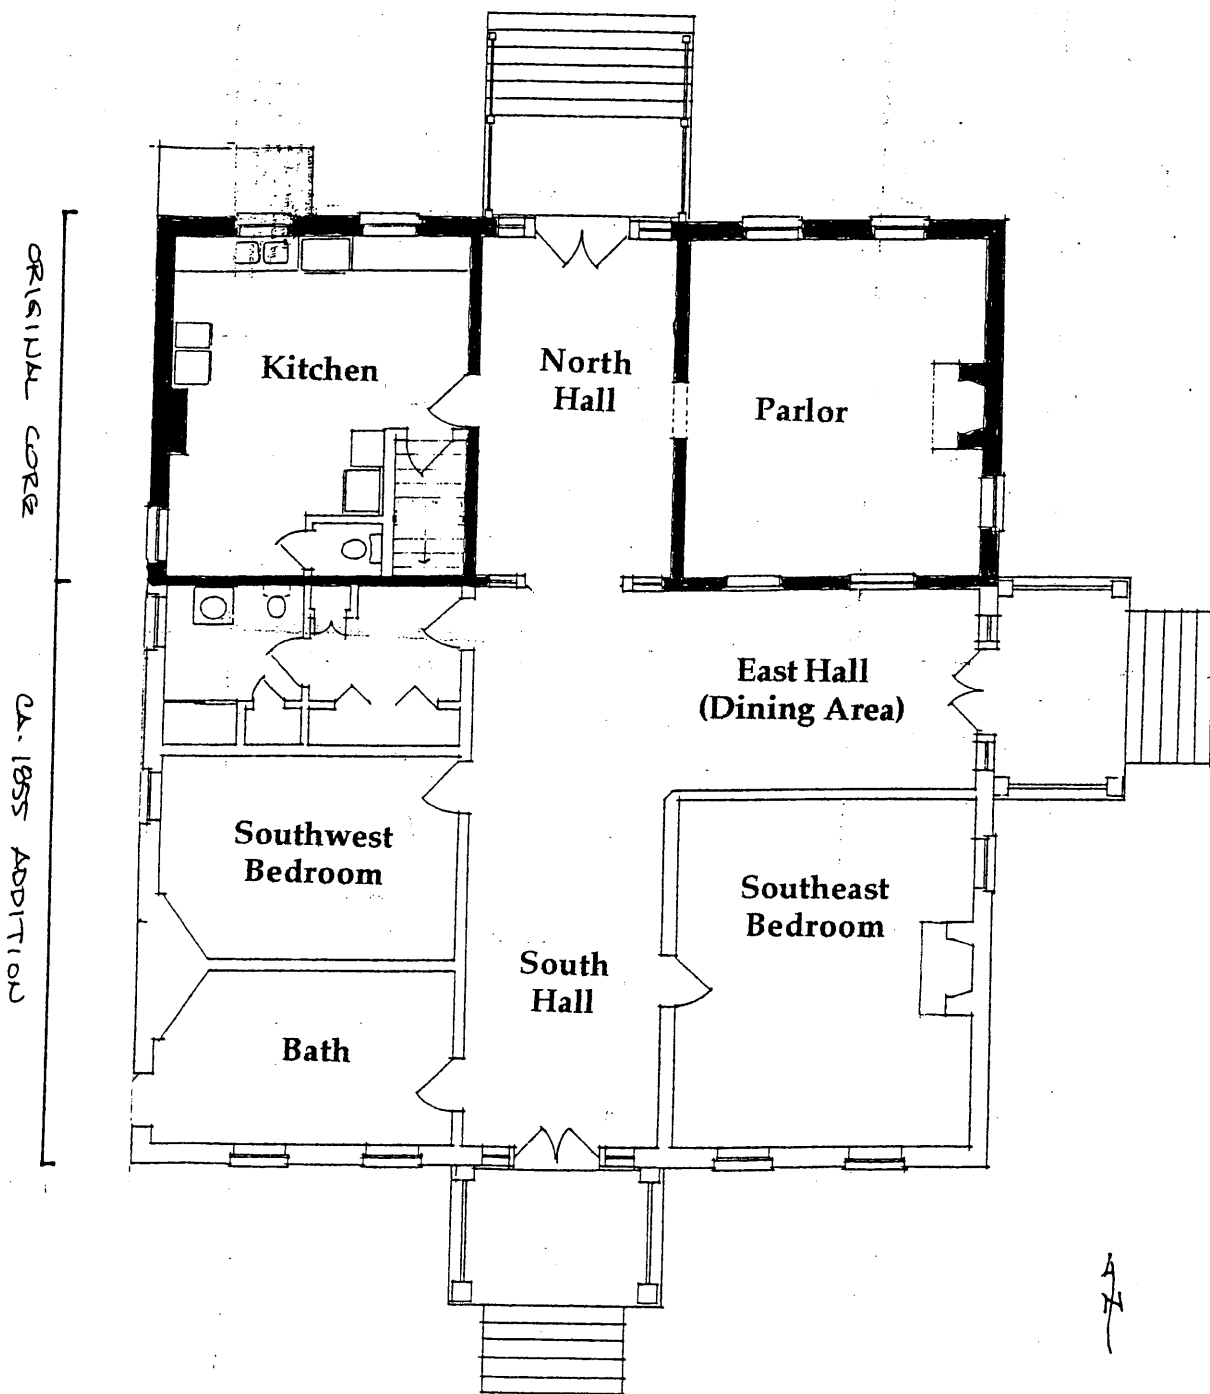 Kitchen
North
Hall
Parlor
East Hall
(Dining Area)
Southwest
Bedroom
Southeast
Bedroom
South
Hall
Bath
ORIGINAL CORE
CA. 1855 ADDITION
N